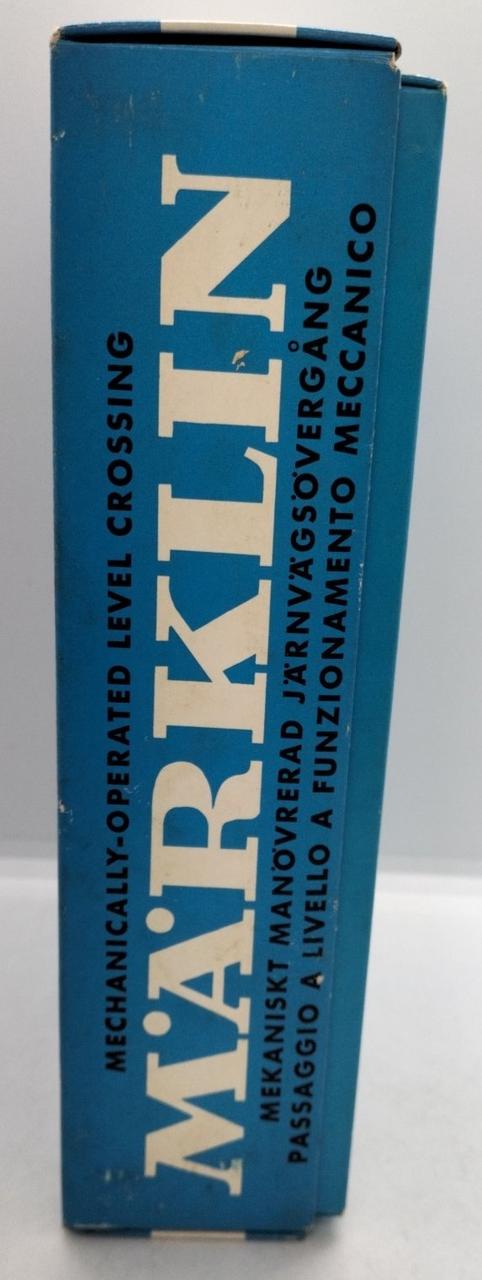 MECHANICALLY-OPERATED LEVEL CROSSING
MÄRKLIN
MEKANISKT MANÖVRERAD JÄRNVÄGSÖVERGÅNG
PASSAGGIO A LIVELLO A FUNZIONAMENTO MECCANICO